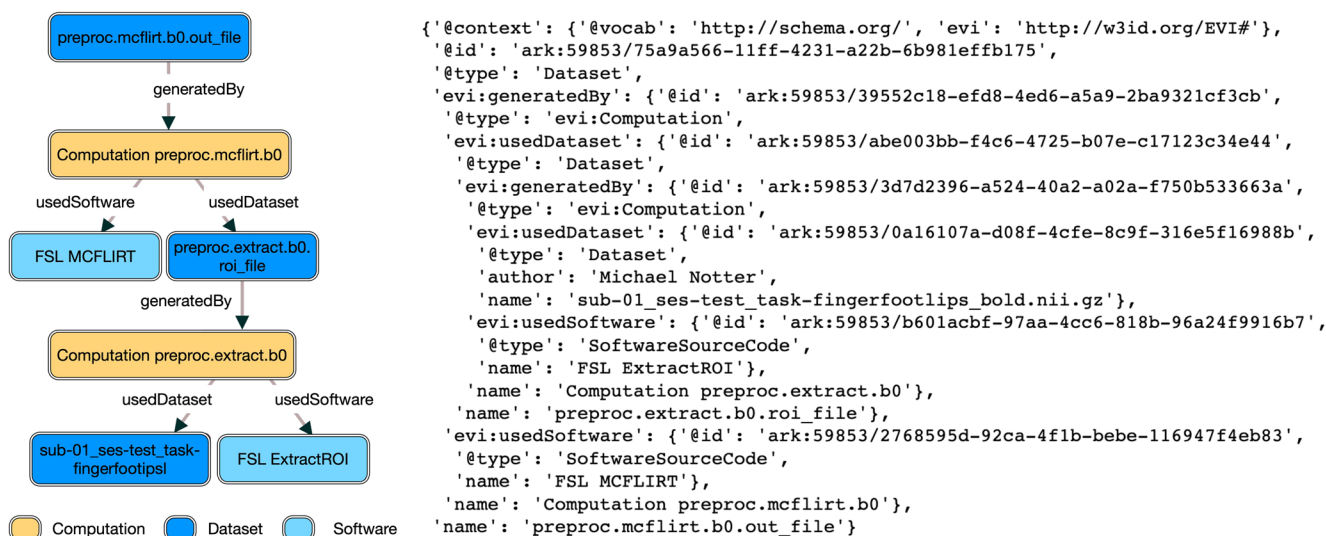 preproc.mcflirt.b0.out_file
generatedBy
Computation preproc.mcflirt.b0
usedSoftware
usedDataset
FSL MCFLIRT
preproc.extract.b0.
roi_file
generatedBy
Computation preproc.extract.b0
usedDataset
usedSoftware
sub-01_ses-test_task-
fingerfootipsl
FSL ExtractROI
Computation
Dataset
Software
{'@context': {'@vocab': 'http://schema.org/', 'evi': 'http://w3id.org/EVI#'},
'@id': 'ark:59853/75a9a566-11ff-4231-a22b-6b981effb175',
'@type': 'Dataset',
'evi:generatedBy': {'@id': 'ark:59853/39552c18-efd8-4ed6-a5a9-2ba9321cf3cb',
'@type': 'evi:Computation',
'evi:usedDataset': {'@id': 'ark:59853/abe003bb-f4c6-4725-b07e-c17123c34e44',
'@type': 'Dataset',
'evi:generatedBy': {'@id': 'ark:59853/3d7d2396-a524-40a2-a02a-f750b533663a',
'@type': 'evi:Computation',
'evi:usedDataset': {'@id': 'ark:59853/0a16107a-d08f-4cfe-8c9f-316e5f16988b',
'@type': 'Dataset',
'author': 'Michael Notter',
'name': 'sub-01_ses-test_task-fingerfootlips_bold.nii.gz'},
'evi:usedSoftware': {'@id': 'ark:59853/b601acbf-97aa-4cc6-818b-96a24f9916b7',
'@type': 'SoftwareSourceCode',
'name': 'FSL ExtractROI'},
'name': 'Computation preproc.extract.b0'},
'name': 'preproc.extract.b0.roi_file'},
'evi:usedSoftware': {'@id': 'ark:59853/2768595d-92ca-4f1b-bebe-116947f4eb83',
'@type': 'SoftwareSourceCode',
'name': 'FSL MCFLIRT'},
'name': 'Computation preproc.mcflirt.b0'},
'name': 'preproc.mcflirt.b0.out_file'}